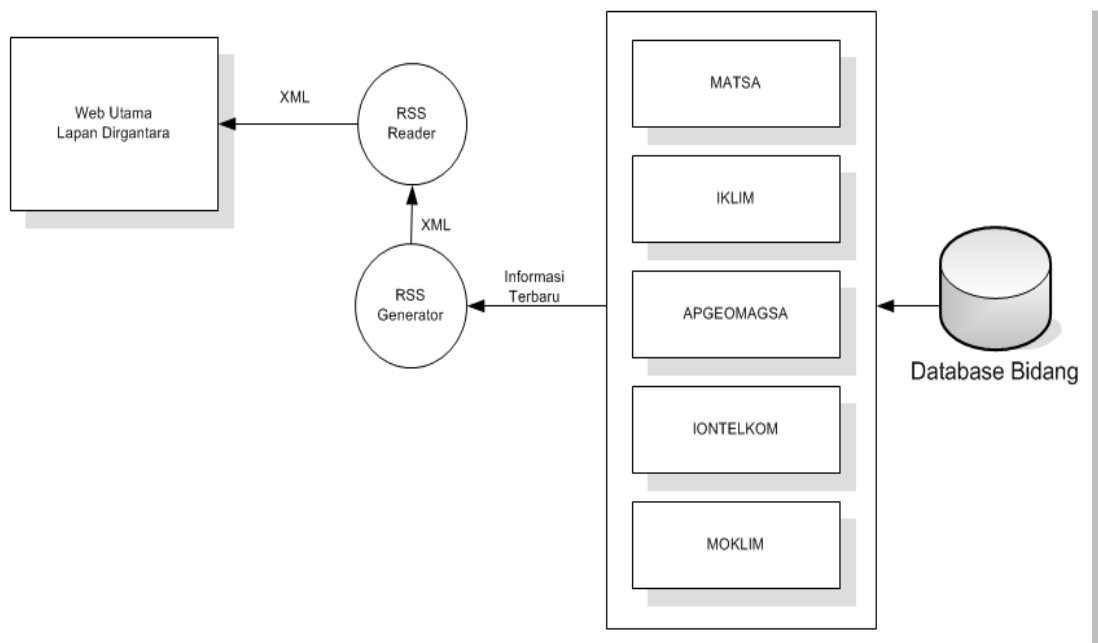 Web Utama
Lapan Dirgantara
XML
RSS
Reader
XML
RSS
Generator
Informasi
Terbaru
MATSA
IKLIM
APGEOMAGSA
IONTELKOM
MOKLIM
Database Bidang